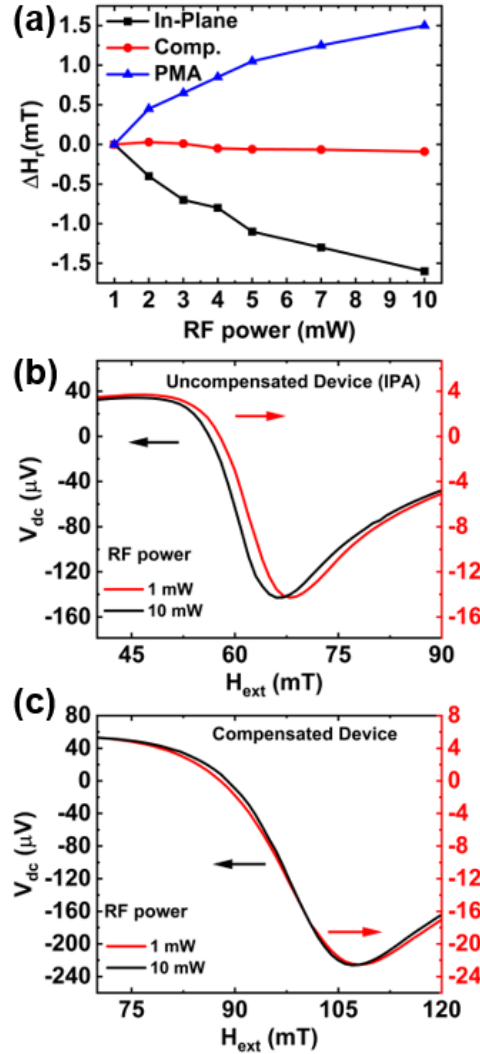 (a)
In-Plane
Comp.
PMA
1.5
1.0
0.5
0.0
-0.5
-1.0
-1.5
ΔHr(mT)
1 2 3 4 5 6 7 8 9 10
RF power (mW)
(b)
Uncompensated Device (IPA)
40
0
-40
-80
-120
-160
Vdc (μV)
4
0
-4
-8
-12
-16
RF power
1 mW
10 mW
45 60 75 90
Hext (mT)
(c)
Compensated Device
80
40
0
-40
-80
-120
-160
-200
-240
Vdc (μV)
8
4
0
-4
-8
-12
-16
-20
-24
RF power
1 mW
10 mW
75 90 105 120
Hext (mT)